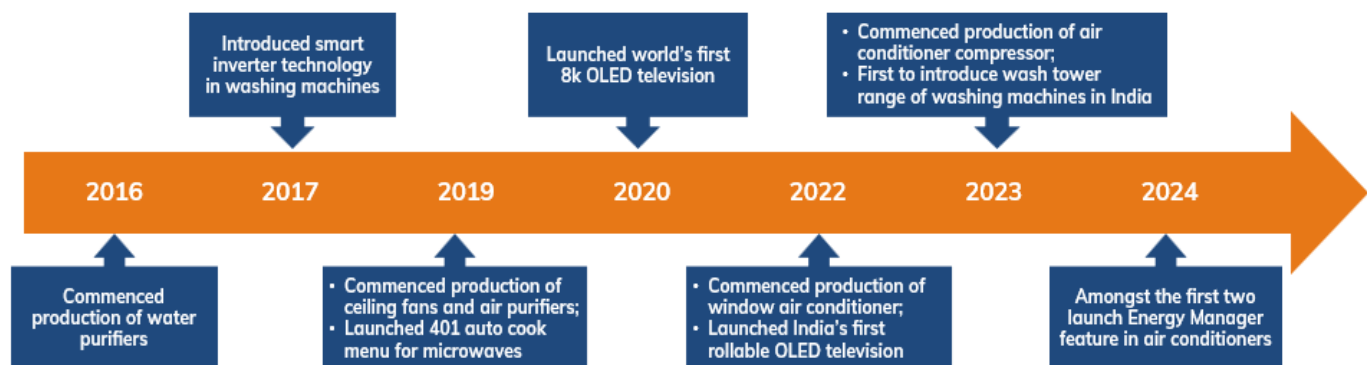 Introduced smart
inverter technology
in washing machines
Launched world's first
8k OLED television
• Commenced production of air
conditioner compressor;
• First to introduce wash tower
range of washing machines in India
2016 2017 2019 2020 2022 2023 2024
Commenced
production of water
purifiers
• Commenced production of
ceiling fans and air purifiers;
• Launched 401 auto cook
menu for microwaves
• Commenced production of
window air conditioner;
• Launched India's first
rollable OLED television
Amongst the first two
launch Energy Manager
feature in air conditioners